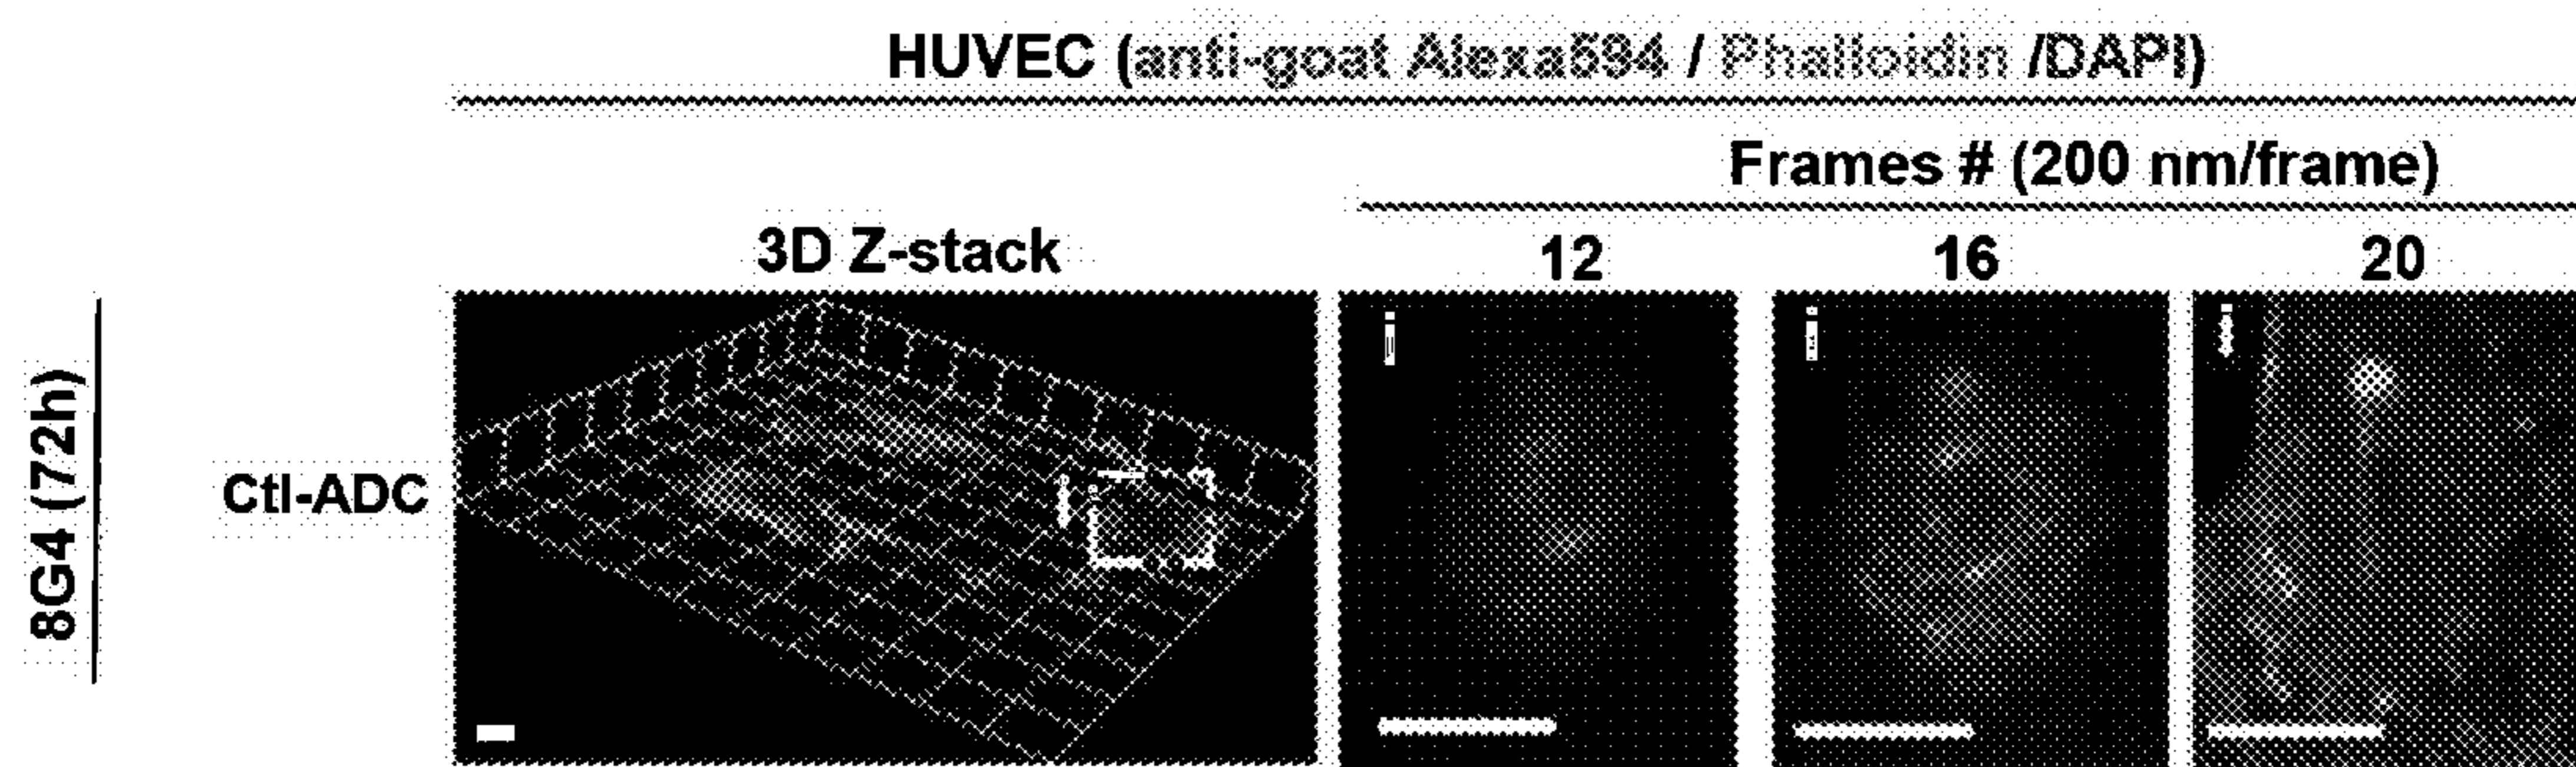 HUVEC (anti-goat Alexa594 / Phalloidin /DAPI)
Frames # (200 nm/frame)
3D Z-stack 12 16 20
8G4 (72h)
Ctl-ADC
i
i i i